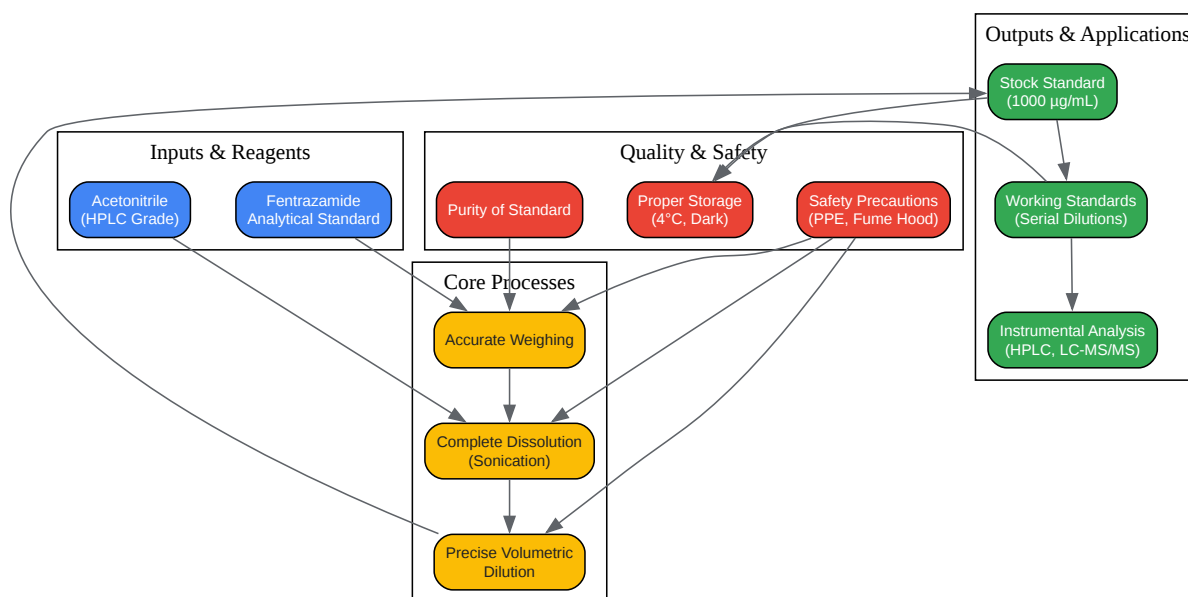 Outputs & Applications
Stock Standard
(1000 µg/mL)
Inputs & Reagents
Quality & Safety
Acetonitrile
(HPLC Grade)
Fentrazamide
Analytical Standard
Purity of Standard
Proper Storage
(4°C, Dark)
Safety Precautions
(PPE, Fume Hood)
Working Standards
(Serial Dilutions)
Core Processes
Accurate Weighing
Instrumental Analysis
(HPLC, LC-MS/MS)
Complete Dissolution
(Sonication)
Precise Volumetric
Dilution